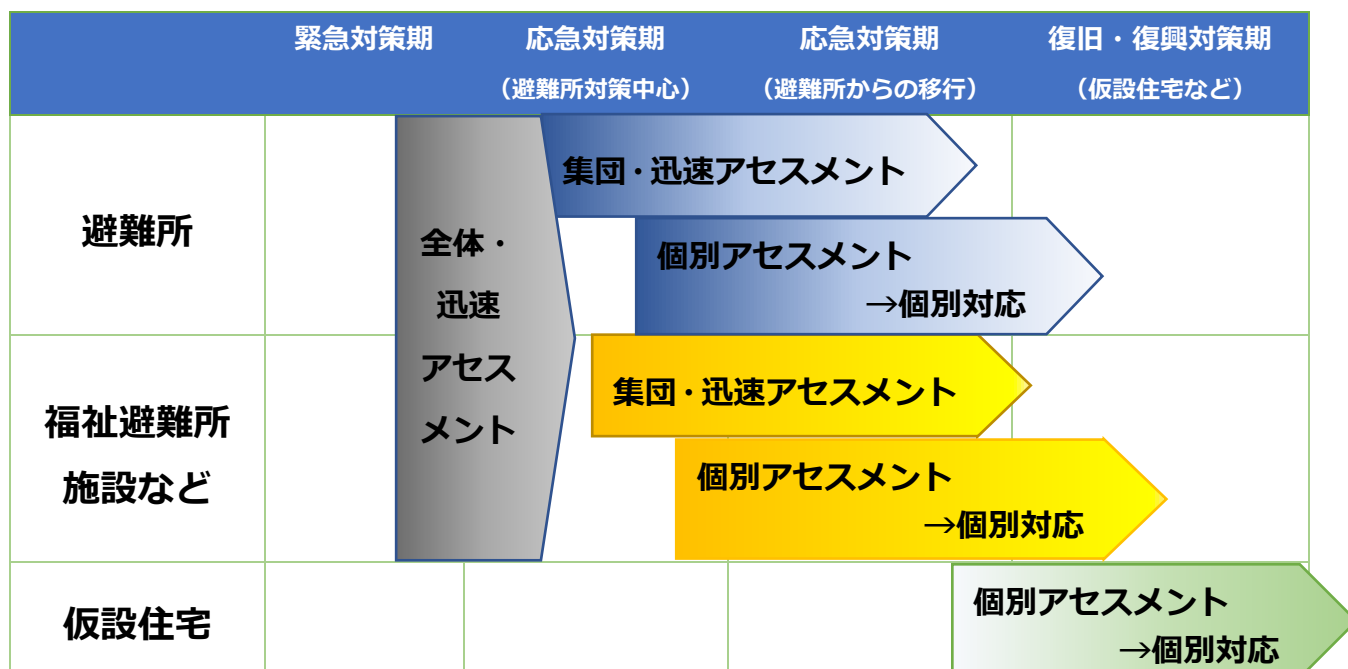 緊急対策期
応急対策期
(避難所対策中心)
応急対策期
(避難所からの移行)
復旧・復興対策期
(仮設住宅など)
避難所
全体・
迅速
アセス
メント
集団・迅速アセスメント
個別アセスメント
→個別対応
福祉避難所
施設など
集団・迅速アセスメント
個別アセスメント
→個別対応
仮設住宅
個別アセスメント
→個別対応